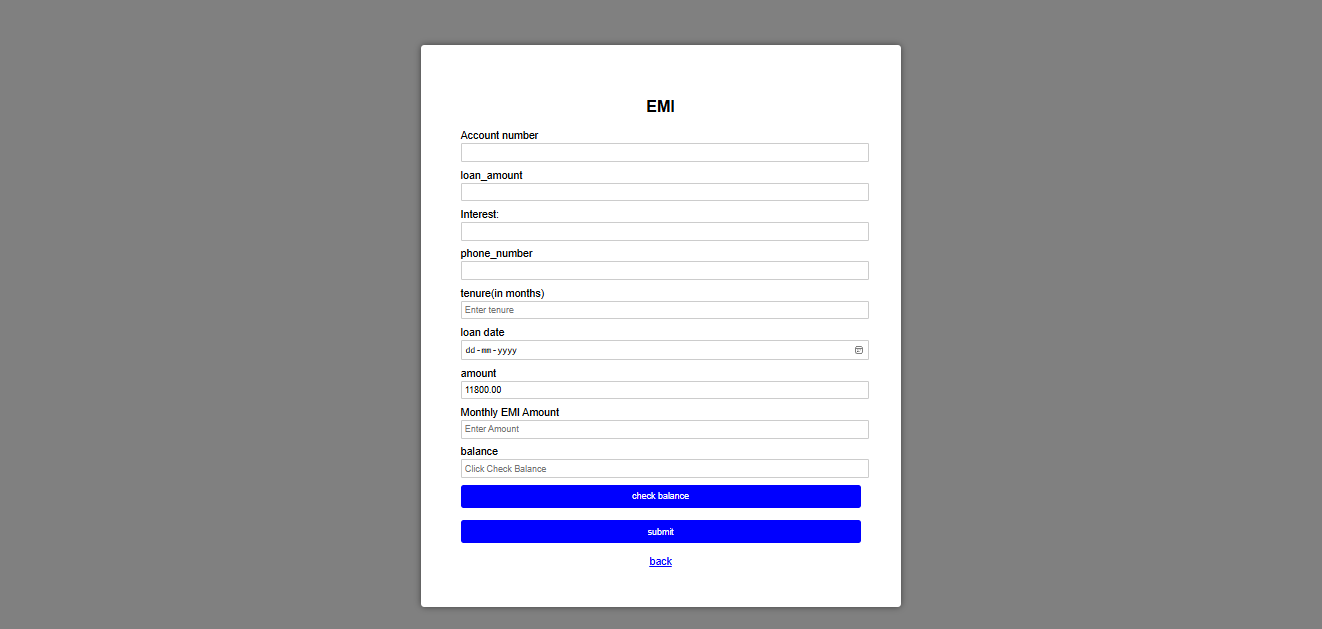 EMI
Account number
loan_amount
Interest:
phone_number
tenure(in months)
Enter tenure
loan date
dd-mm-yyyy
amount
11800.00
Monthly EMI Amount
Enter Amount
balance
Click Check Balance
check balance
submit
back